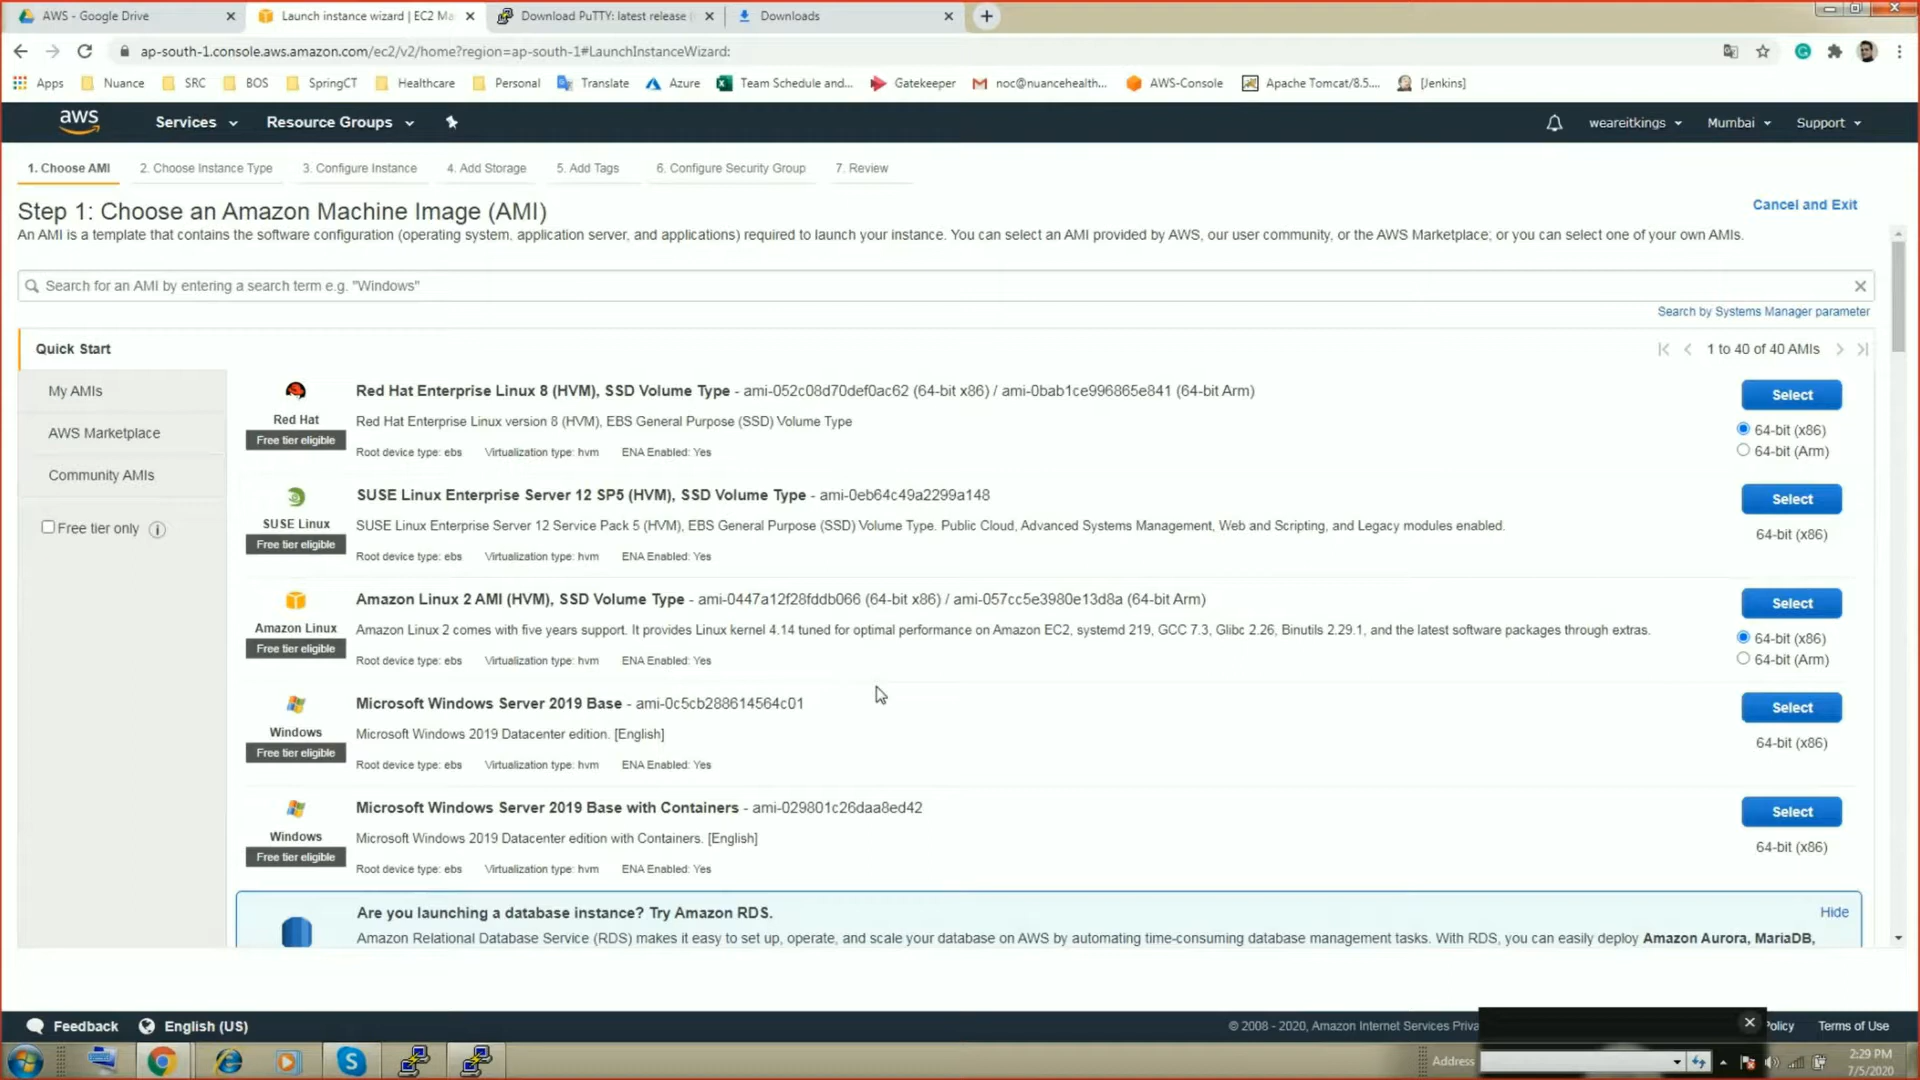 AWS - Google Drive
Launch instance wizard | EC2 Ma
Download PuTTY: latest release
Downloads
ap-south-1.console.aws.amazon.com/ec2/v2/home?region=ap-south-1#LaunchInstanceWizard:
Apps Nuance SRC BOS SpringCT Healthcare Personal Translate Azure Team Schedule and... Gatekeeper noc@nuancehealth... AWS-Console Apache Tomcat/8.5.... [Jenkins]
aws Services Resource Groups weareitkings Mumbai Support
1. Choose AMI 2. Choose Instance Type 3. Configure Instance 4. Add Storage 5. Add Tags 6. Configure Security Group 7. Review
Step 1: Choose an Amazon Machine Image (AMI)
Cancel and Exit
An AMI is a template that contains the software configuration (operating system, application server, and applications) required to launch your instance. You can select an AMI provided by AWS, our user community, or the AWS Marketplace; or you can select one of your own AMIs.
Search for an AMI by entering a search term e.g. "Windows"
Search by Systems Manager parameter
Quick Start
1 to 40 of 40 AMIs
My AMIs
AWS Marketplace
Community AMIs
Free tier only
Red Hat
Free tier eligible
Red Hat Enterprise Linux 8 (HVM), SSD Volume Type - ami-052c08d70def0ac62 (64-bit x86) / ami-0bab1ce996865e841 (64-bit Arm)
Red Hat Enterprise Linux version 8 (HVM), EBS General Purpose (SSD) Volume Type
Root device type: ebs Virtualization type: hvm ENA Enabled: Yes
Select
64-bit (x86)
64-bit (Arm)
SUSE Linux
Free tier eligible
SUSE Linux Enterprise Server 12 SP5 (HVM), SSD Volume Type - ami-0eb64c49a2299a148
SUSE Linux Enterprise Server 12 Service Pack 5 (HVM), EBS General Purpose (SSD) Volume Type. Public Cloud, Advanced Systems Management, Web and Scripting, and Legacy modules enabled.
Root device type: ebs Virtualization type: hvm ENA Enabled: Yes
Select
64-bit (x86)
Amazon Linux
Free tier eligible
Amazon Linux 2 AMI (HVM), SSD Volume Type - ami-0447a12f28fddb066 (64-bit x86) / ami-057cc5e3980e13d8a (64-bit Arm)
Amazon Linux 2 comes with five years support. It provides Linux kernel 4.14 tuned for optimal performance on Amazon EC2, systemd 219, GCC 7.3, Glibc 2.26, Binutils 2.29.1, and the latest software packages through extras.
Root device type: ebs Virtualization type: hvm ENA Enabled: Yes
Select
64-bit (x86)
64-bit (Arm)
Windows
Free tier eligible
Microsoft Windows Server 2019 Base - ami-0c5cb288614564c01
Microsoft Windows 2019 Datacenter edition. [English]
Root device type: ebs Virtualization type: hvm ENA Enabled: Yes
Select
64-bit (x86)
Windows
Free tier eligible
Microsoft Windows Server 2019 Base with Containers - ami-029801c26daa8ed42
Microsoft Windows 2019 Datacenter edition with Containers. [English]
Root device type: ebs Virtualization type: hvm ENA Enabled: Yes
Select
64-bit (x86)
Are you launching a database instance? Try Amazon RDS.
Hide
Amazon Relational Database Service (RDS) makes it easy to set up, operate, and scale your database on AWS by automating time-consuming database management tasks. With RDS, you can easily deploy Amazon Aurora, MariaDB,
Feedback English (US)
© 2008 - 2020, Amazon Internet Services Priva
Policy Terms of Use
Address
2:29 PM
7/5/2020